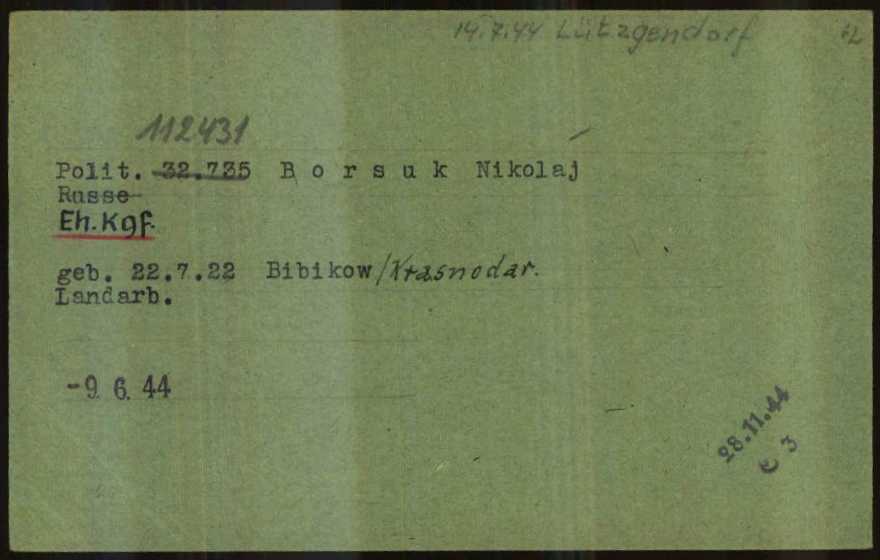 14.7.44 Lützgendorf
112431
Polit. 32.735 B o r s u k Nikolaj
Russe
Eh. Kgf.
geb. 22.7.22 Bibikow/Krasnodar.
Landarb.
-9. 6. 44
28.11.44